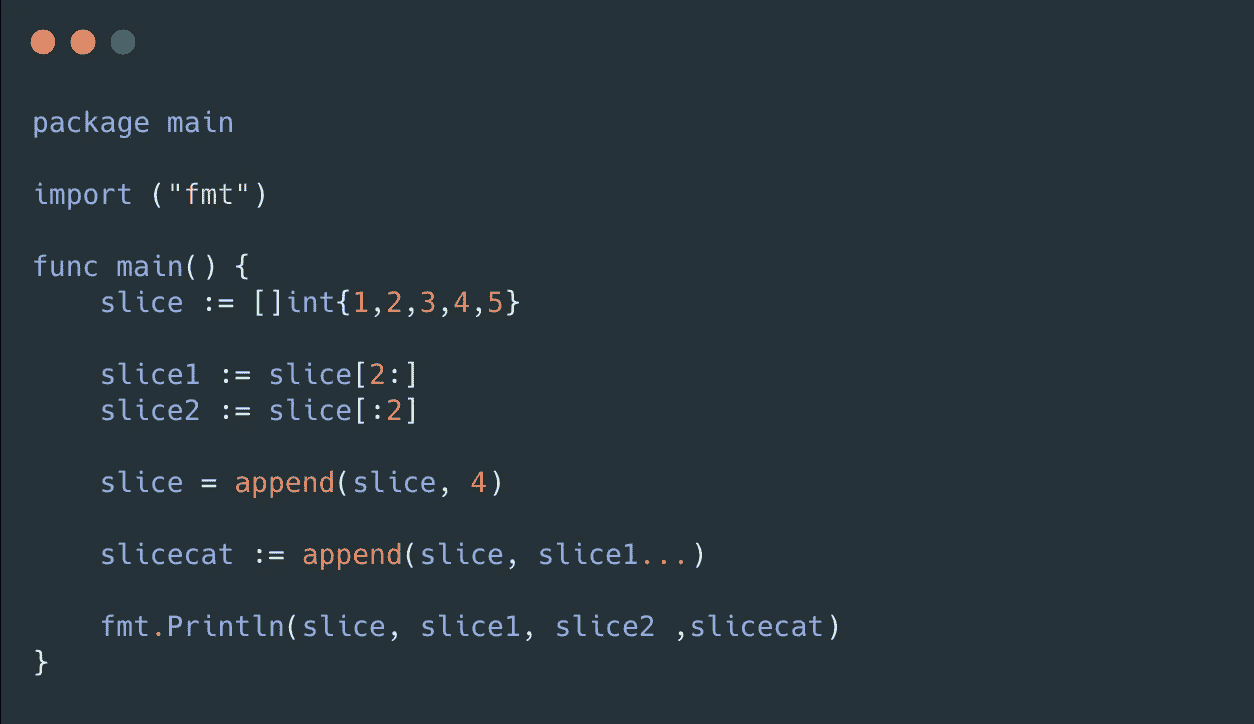 package main
import ("fmt")
func main() {
    slice := []int{1,2,3,4,5}
    slice1 := slice[2:]
    slice2 := slice[:2]
    slice = append(slice, 4)
    slicecat := append(slice, slice1...)
    fmt.Println(slice, slice1, slice2 ,slicecat)
}